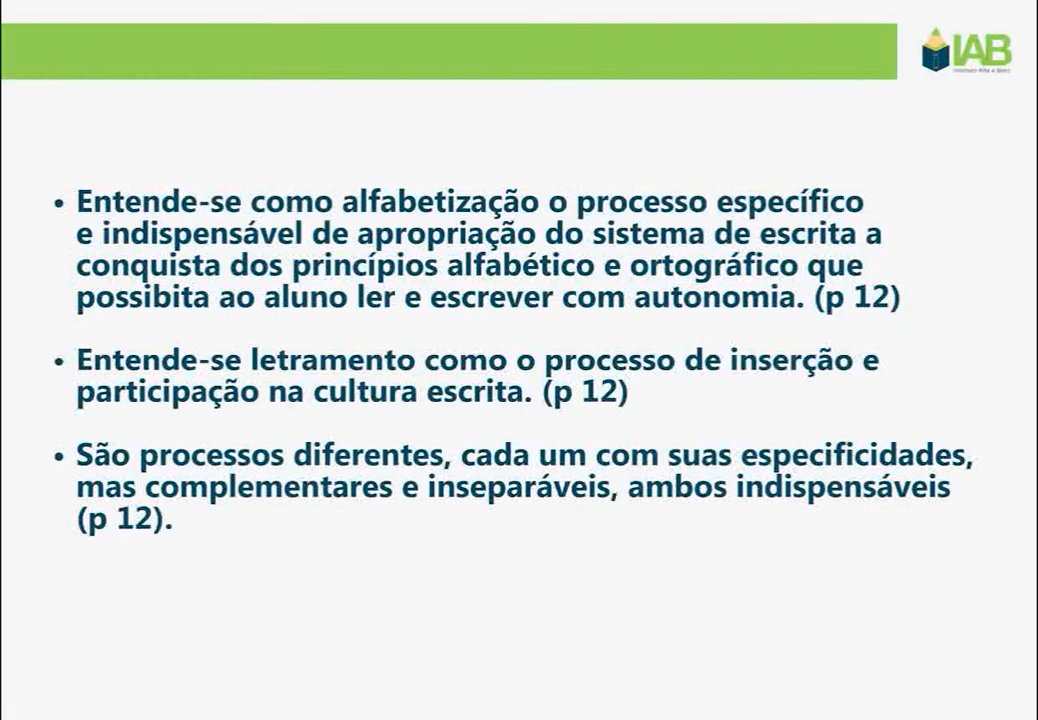 IAB
• Entende-se como alfabetização o processo específico
e indispensável de apropriação do sistema de escrita a
conquista dos princípios alfabético e ortográfico que
possibita ao aluno ler e escrever com autonomia. (p 12)
• Entende-se letramento como o processo de inserção e
participação na cultura escrita. (p 12)
• São processos diferentes, cada um com suas especificidades,
mas complementares e inseparáveis, ambos indispensáveis
(p 12).